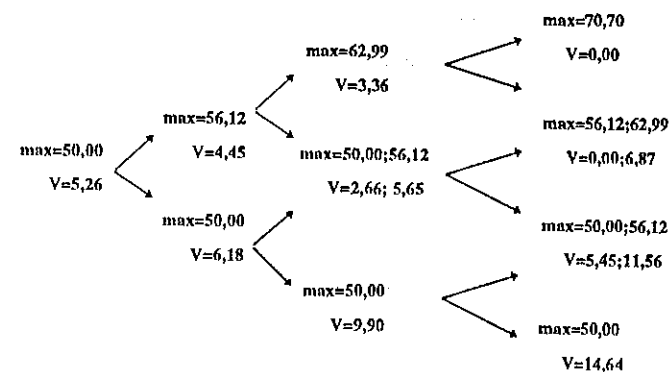 max=50,00
V=5,26
max=56,12
V=4,45
max=50,00
V=6,18
max=62,99
V=3,36
max=50,00;56,12
V=2,66; 5,65
max=50,00
V=9,90
max=70,70
V=0,00
max=56,12;62,99
V=0,00;6,87
max=50,00;56,12
V=5,45;11,56
max=50,00
V=14,64